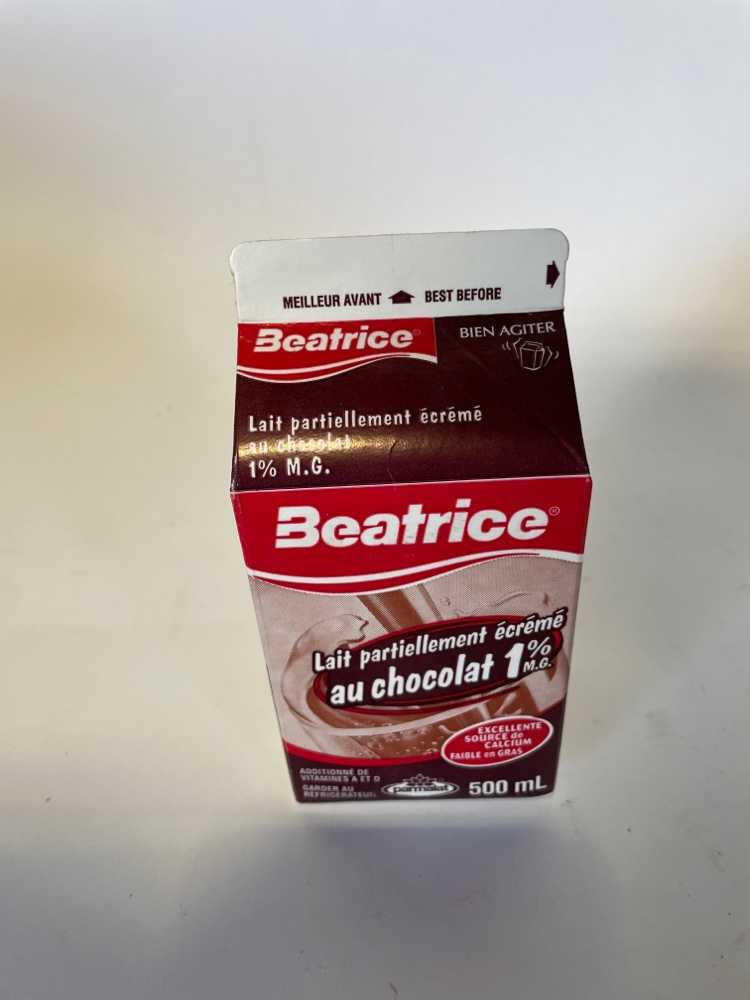 MEILLEUR AVANT BEST BEFORE
Beatrice
BIEN AGITER
Lait partiellement écrémé
au chocolat
1% M.G.
Beatrice®
Lait partiellement écrémé
au chocolat 1% M.G.
EXCELLENTE
SOURCE de
CALCIUM
FAIBLE en GRAS
ADDITIONNÉ DE
VITAMINES A ET D
GARDER AU
RÉFRIGÉRATEUR
parmalat
500 mL